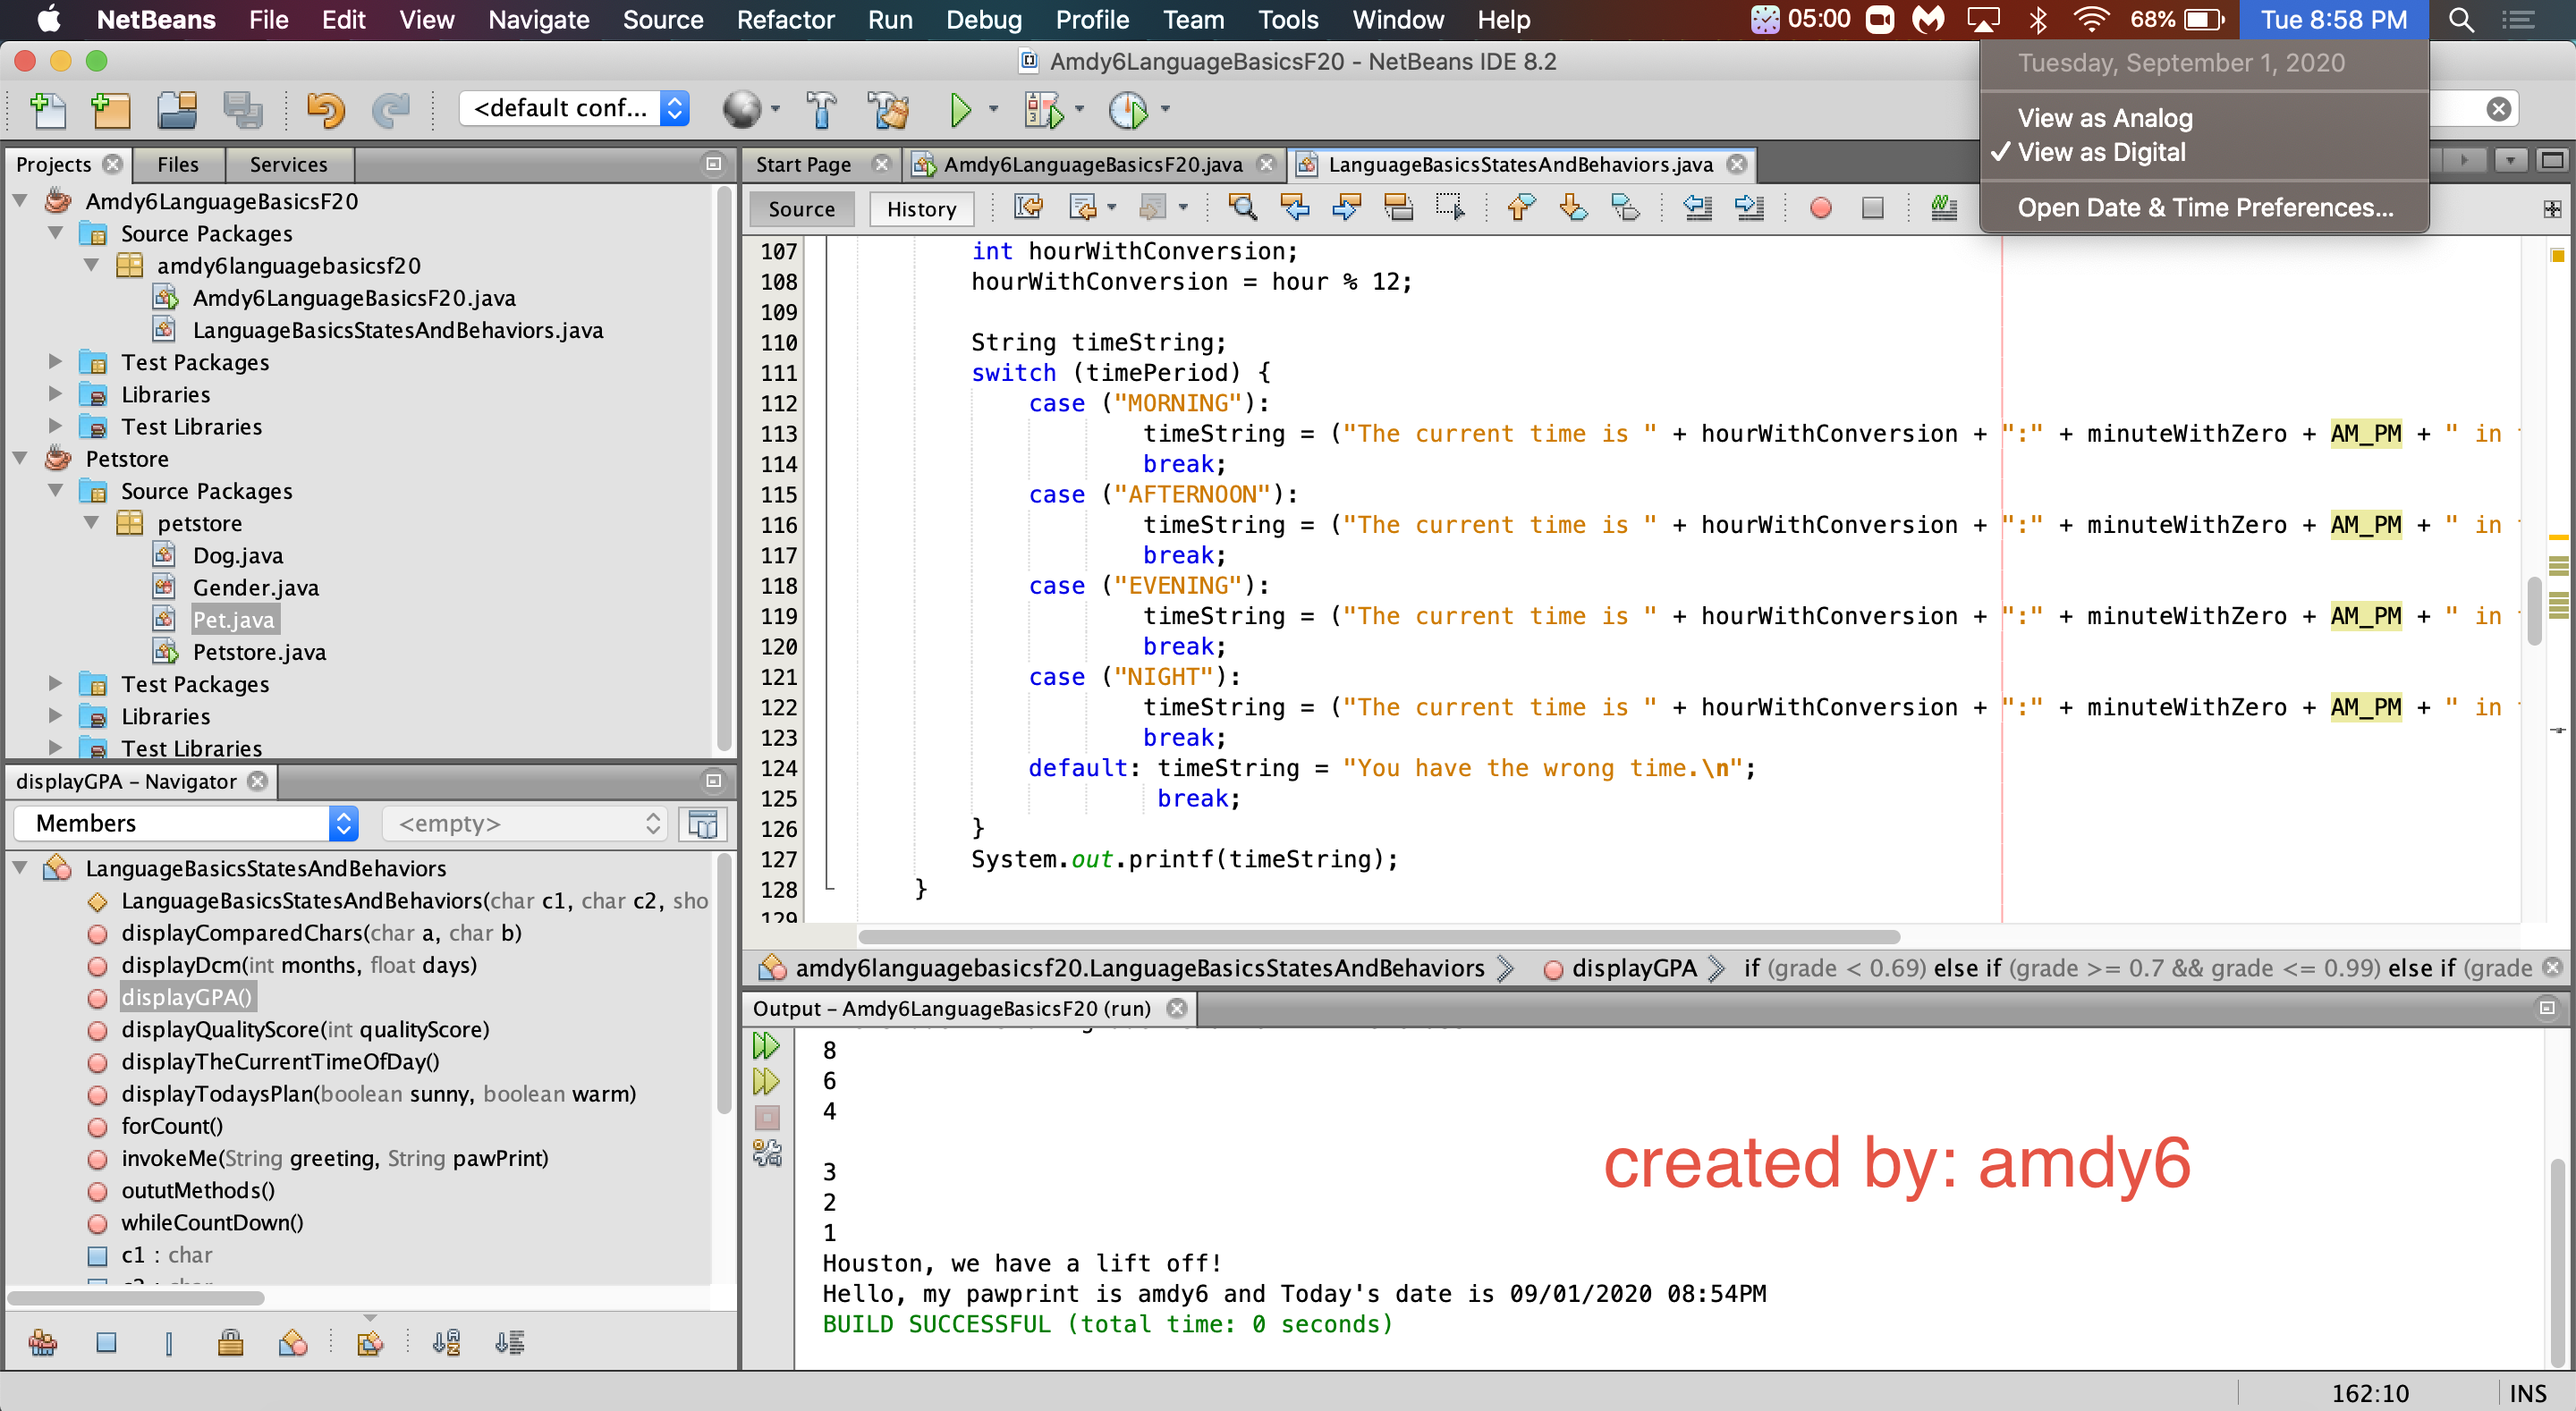 NetBeans File Edit View Navigate Source Refactor Run Debug Profile Team Tools Window Help 05:00 68% Tue 8:58 PM
Amdy6LanguageBasicsF20 - NetBeans IDE 8.2
Tuesday, September 1, 2020
View as Analog
✓ View as Digital
Open Date & Time Preferences...
<default conf...
Projects Files Services
Amdy6LanguageBasicsF20
Source Packages
amdy6languagebasicsf20
Amdy6LanguageBasicsF20.java
LanguageBasicsStatesAndBehaviors.java
Test Packages
Libraries
Test Libraries
Petstore
Source Packages
petstore
Dog.java
Gender.java
Pet.java
Petstore.java
Test Packages
Libraries
Test Libraries
displayGPA – Navigator
Members <empty>
LanguageBasicsStatesAndBehaviors
LanguageBasicsStatesAndBehaviors(char c1, char c2, sho
displayComparedChars(char a, char b)
displayDcm(int months, float days)
displayGPA()
displayQualityScore(int qualityScore)
displayTheCurrentTimeOfDay()
displayTodaysPlan(boolean sunny, boolean warm)
forCount()
invokeMe(String greeting, String pawPrint)
oututMethods()
whileCountDown()
c1 : char
Start Page Amdy6LanguageBasicsF20.java LanguageBasicsStatesAndBehaviors.java
Source History
107 int hourWithConversion;
108 hourWithConversion = hour % 12;
109
110 String timeString;
111 switch (timePeriod) {
112 case ("MORNING"):
113 timeString = ("The current time is " + hourWithConversion + ":" + minuteWithZero + AM_PM + " in
114 break;
115 case ("AFTERNOON"):
116 timeString = ("The current time is " + hourWithConversion + ":" + minuteWithZero + AM_PM + " in
117 break;
118 case ("EVENING"):
119 timeString = ("The current time is " + hourWithConversion + ":" + minuteWithZero + AM_PM + " in
120 break;
121 case ("NIGHT"):
122 timeString = ("The current time is " + hourWithConversion + ":" + minuteWithZero + AM_PM + " in
123 break;
124 default: timeString = "You have the wrong time.\n";
125 break;
126 }
127 System.out.printf(timeString);
128 }
129
amdy6languagebasicsf20.LanguageBasicsStatesAndBehaviors displayGPA if (grade < 0.69) else if (grade >= 0.7 && grade <= 0.99) else if (grade
Output – Amdy6LanguageBasicsF20 (run)
8
6
4
3
2
1
Houston, we have a lift off!
Hello, my pawprint is amdy6 and Today's date is 09/01/2020 08:54PM
BUILD SUCCESSFUL (total time: 0 seconds)
created by: amdy6
162:10 INS